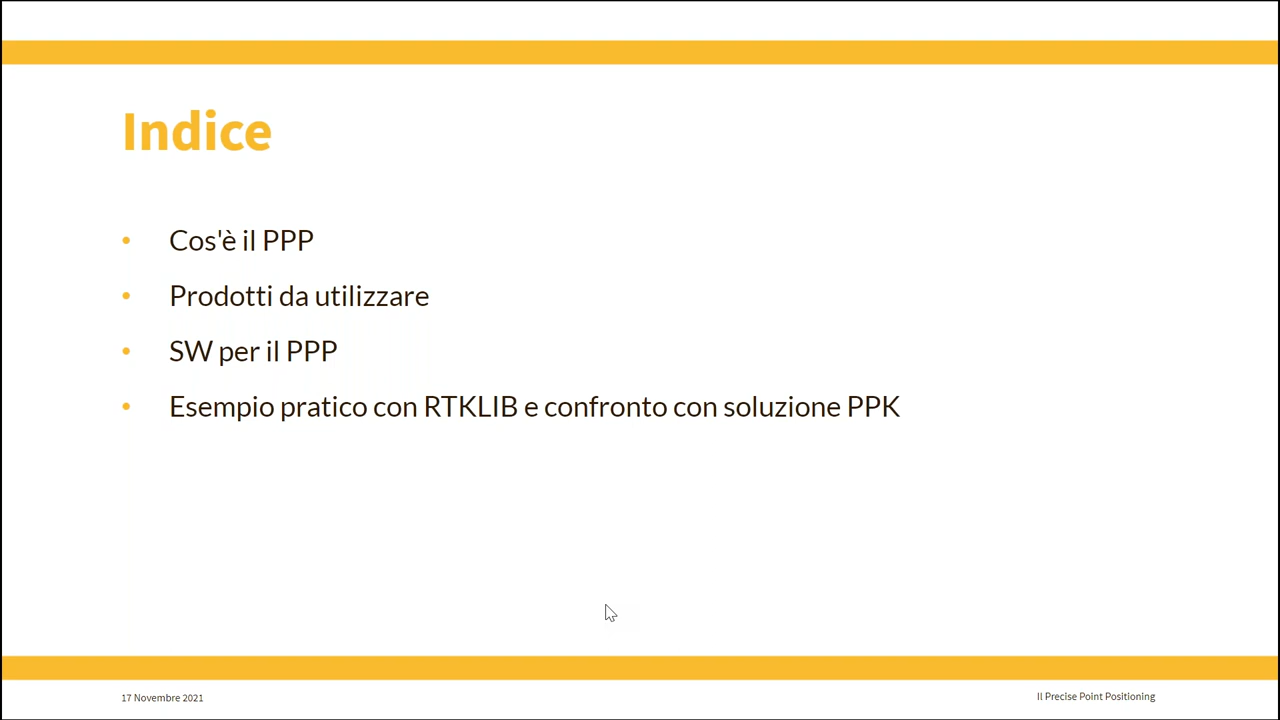 Indice
• Cos'è il PPP
• Prodotti da utilizzare
• SW per il PPP
• Esempio pratico con RTKLIB e confronto con soluzione PPK
17 Novembre 2021
Il Precise Point Positioning